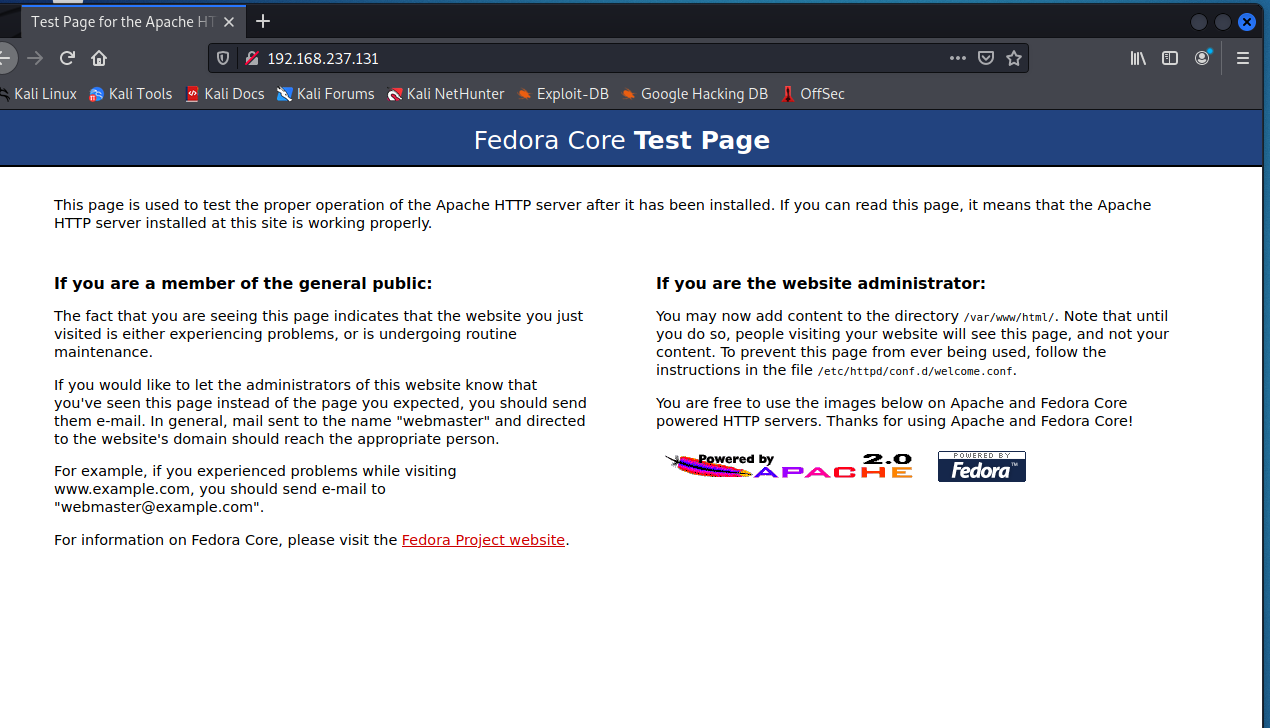 Test Page for the Apache HT
192.168.237.131
Kali Linux Kali Tools Kali Docs Kali Forums Kali NetHunter Exploit-DB Google Hacking DB OffSec
Fedora Core Test Page
This page is used to test the proper operation of the Apache HTTP server after it has been installed. If you can read this page, it means that the Apache
HTTP server installed at this site is working properly.
If you are a member of the general public:
The fact that you are seeing this page indicates that the website you just
visited is either experiencing problems, or is undergoing routine
maintenance.
If you would like to let the administrators of this website know that
you've seen this page instead of the page you expected, you should send
them e-mail. In general, mail sent to the name "webmaster" and directed
to the website's domain should reach the appropriate person.
For example, if you experienced problems while visiting
www.example.com, you should send e-mail to
"webmaster@example.com".
For information on Fedora Core, please visit the Fedora Project website.
If you are the website administrator:
You may now add content to the directory /var/www/html/. Note that until
you do so, people visiting your website will see this page, and not your
content. To prevent this page from ever being used, follow the
instructions in the file /etc/httpd/conf.d/welcome.conf.
You are free to use the images below on Apache and Fedora Core
powered HTTP servers. Thanks for using Apache and Fedora Core!
Powered by 2.0
APACHE
POWERED BY
Fedora™